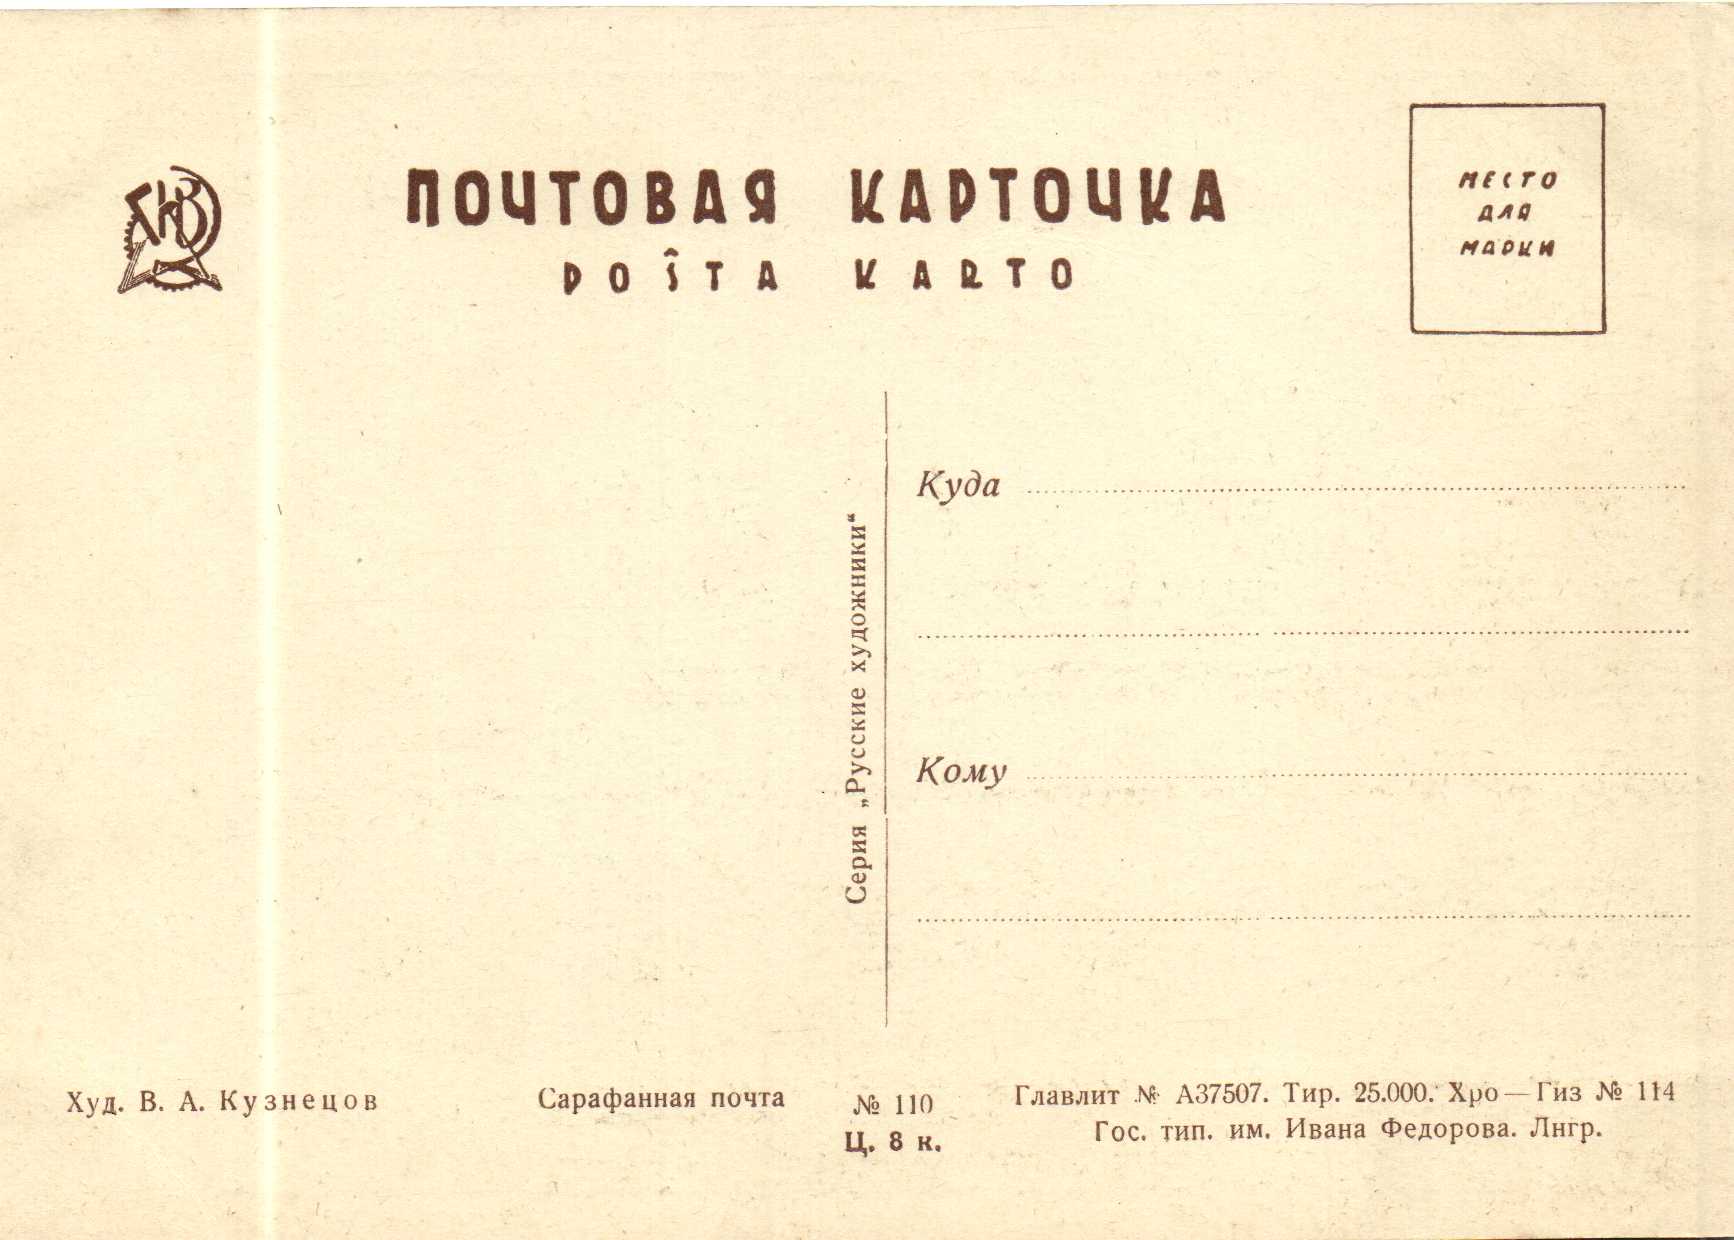 ПОЧТОВАЯ КАРТОЧКА
POŜTA KARTO
МЕСТО
ДЛЯ
МАРКИ
Куда
Серия „Русские художники“
Кому
Худ. В. А. Кузнецов
Сарафанная почта
№ 110
Ц. 8 к.
Главлит № А37507. Тир. 25.000. Хро — Гиз № 114
Гос. тип. им. Ивана Федорова. Лнгр.